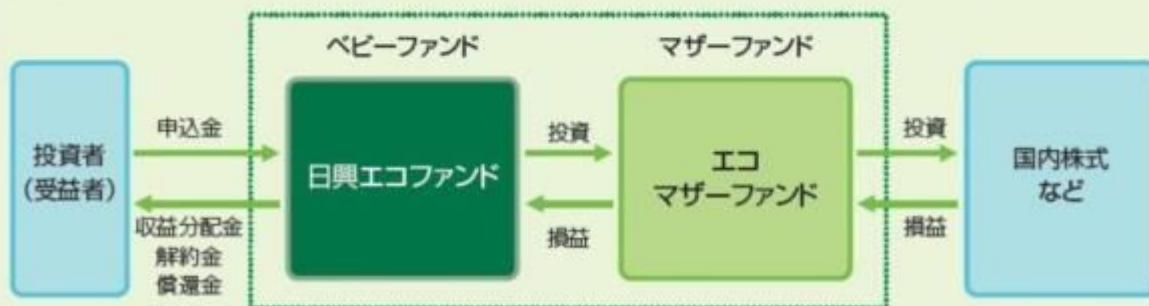 ベビーファンド
マザーファンド
投資者
(受益者)
申込金
収益分配金
解約金
償還金
日興エコファンド
投資
損益
エコ
マザーファンド
投資
損益
国内株式
など